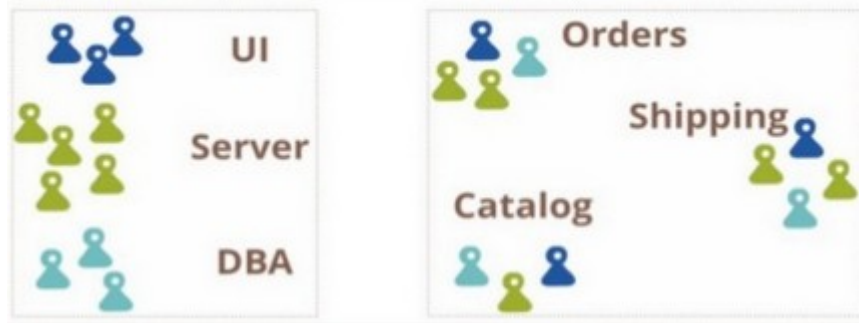 UI
Server
DBA
Orders
Shipping
Catalog